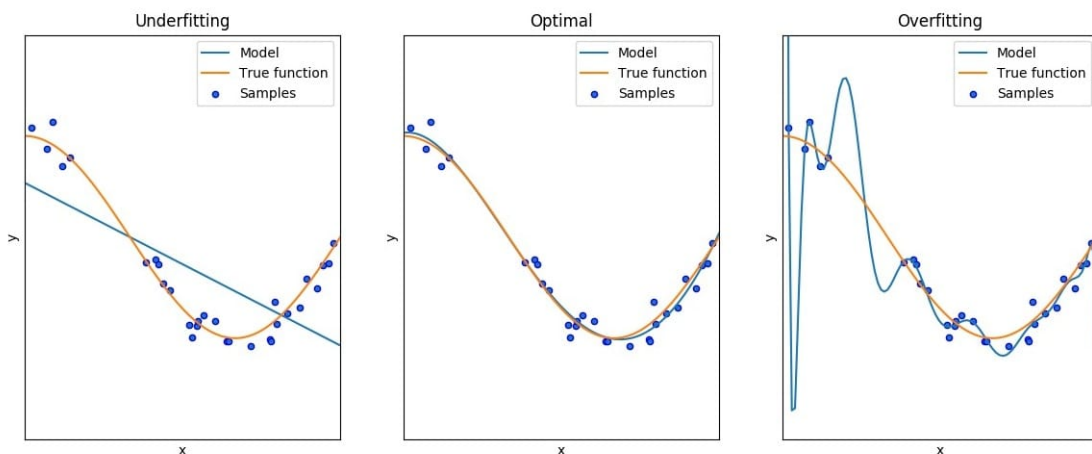 Underfitting
Model
True function
Samples
y
x
Optimal
Model
True function
Samples
y
x
Overfitting
Model
True function
Samples
y
x